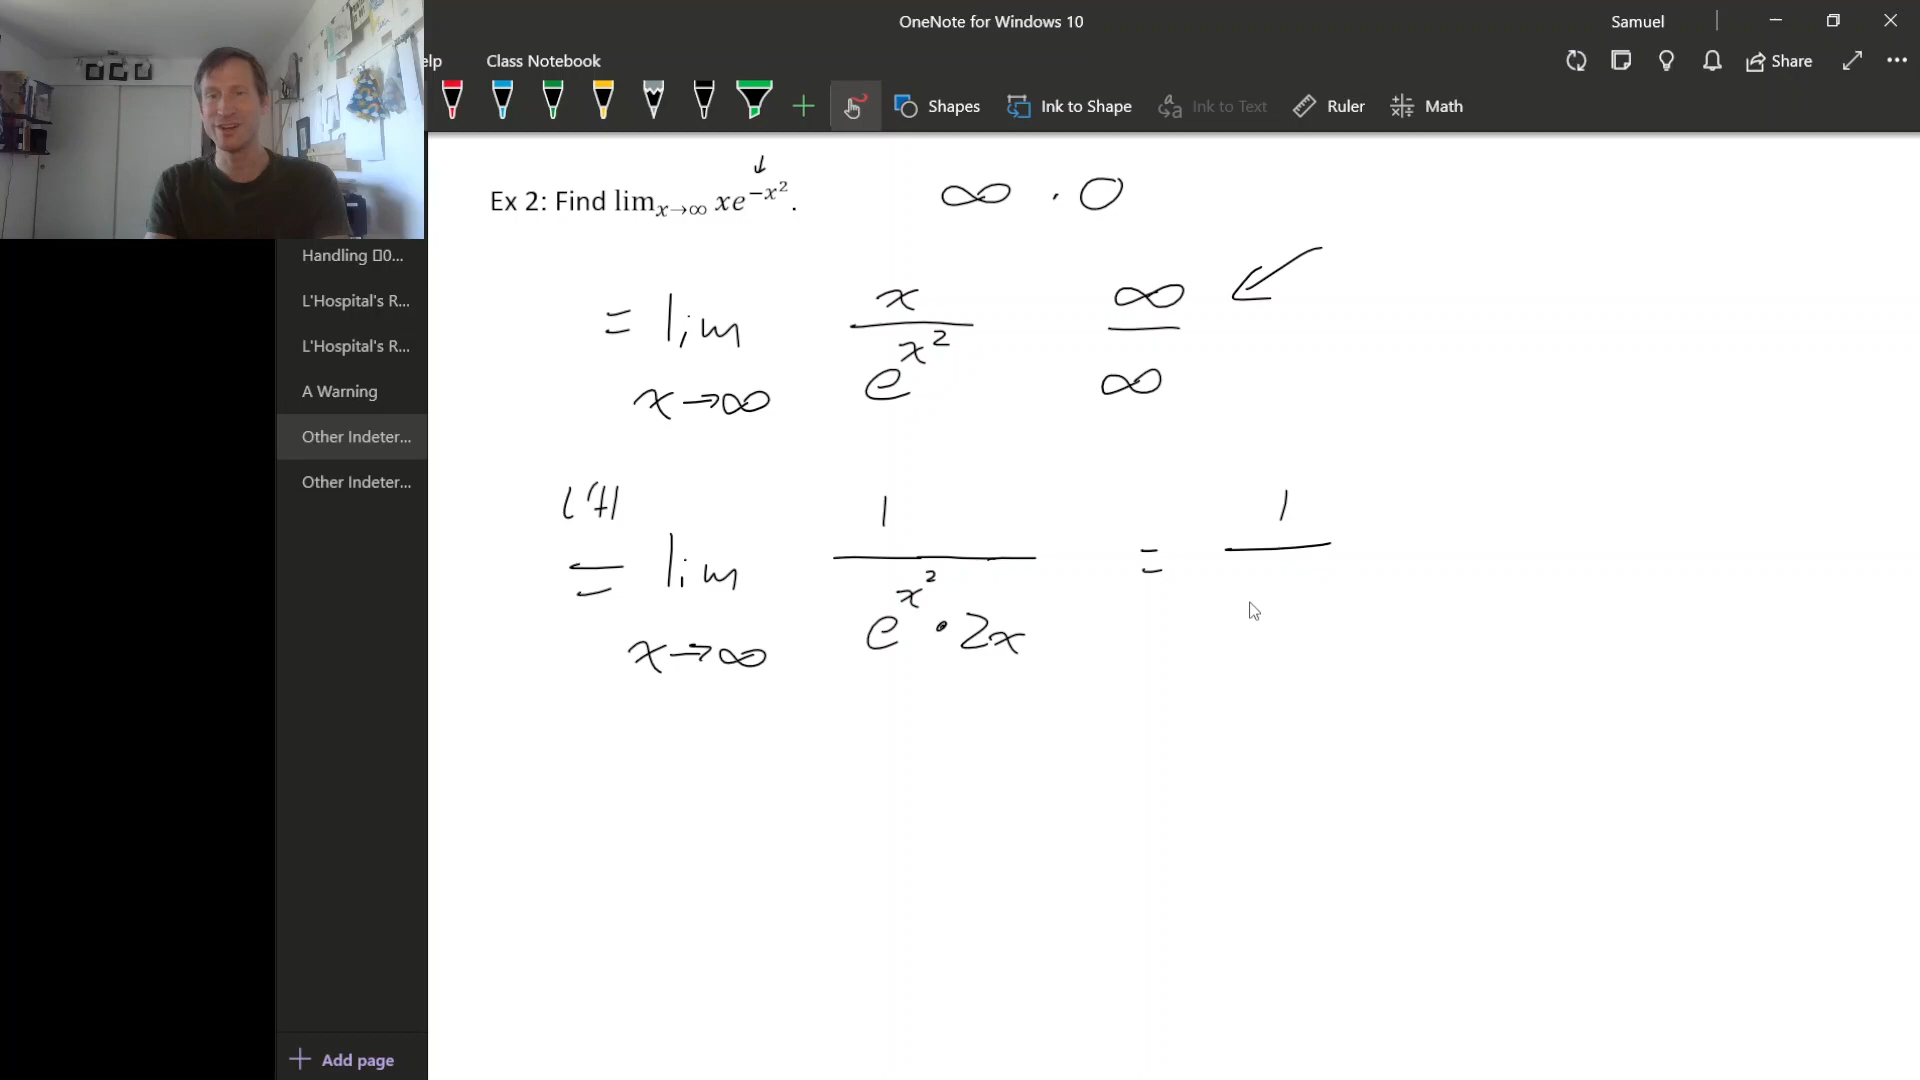 OneNote for Windows 10
Samuel
elp Class Notebook
Share
Shapes Ink to Shape Ink to Text Ruler Math
Handling □0...
L'Hospital's R...
L'Hospital's R...
A Warning
Other Indeter...
Other Indeter...
Add page
↓
Ex 2: Find lim_{x→∞} xe^{−x²}. ∞ · 0
= lim_{x→∞} x / e^{x²} ∞ / ∞ ↙
L'H
= lim_{x→∞} 1 / (e^{x²} · 2x) = 1 /